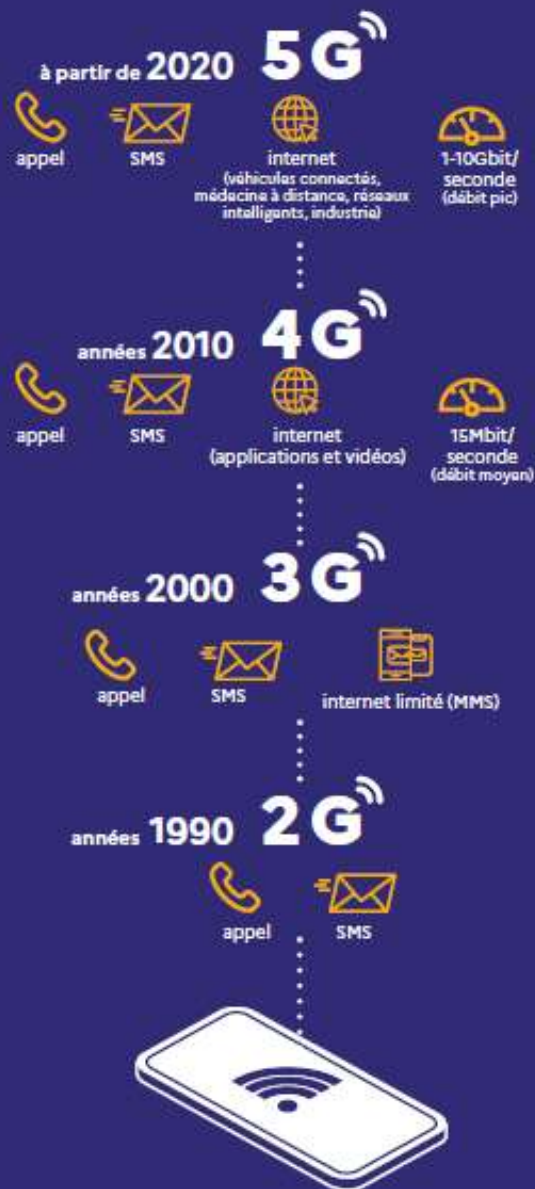 à partir de 2020 5G
appel
SMS
internet
(véhicules connectés,
médecine à distance, réseaux
intelligents, industrie)
1-10Gbit/
seconde
(débit pic)
années 2010 4G
appel
SMS
internet
(applications et vidéos)
15Mbit/
seconde
(débit moyen)
années 2000 3G
appel
SMS
internet limité (MMS)
années 1990 2G
appel
SMS